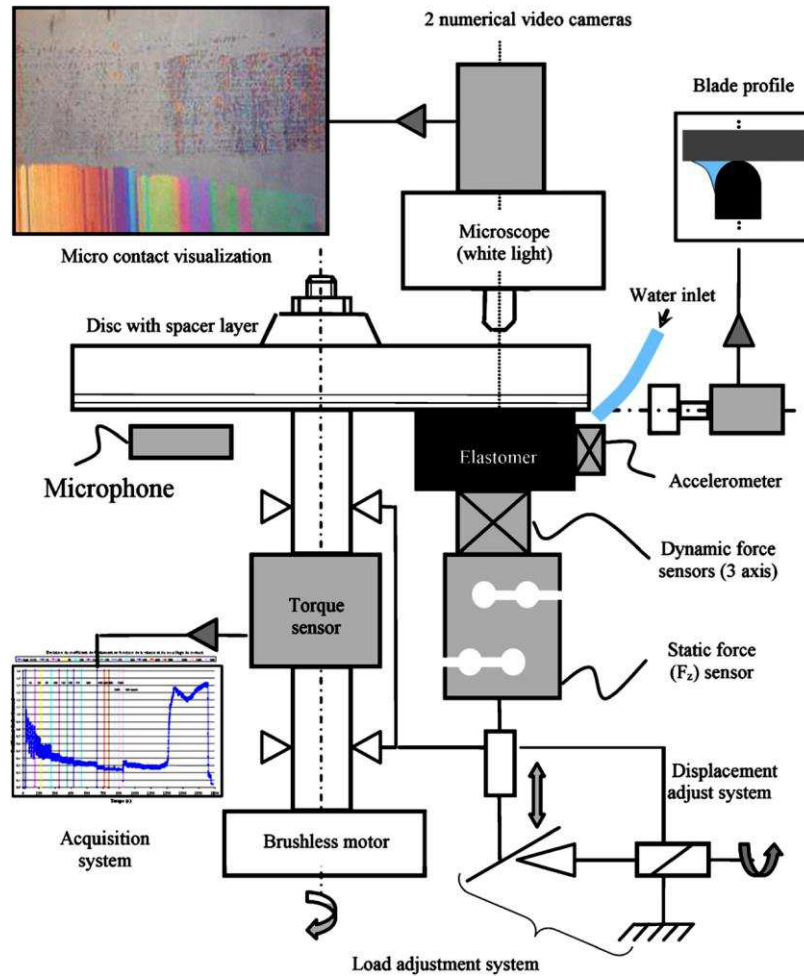 2 numerical video cameras
Blade profile
Microscope
(white light)
Micro contact visualization
Water inlet
Disc with spacer layer
Elastomer
Microphone
Accelerometer
Dynamic force
sensors (3 axis)
Torque
sensor
Static force
(Fz) sensor
Displacement
adjust system
Acquisition
system
Brushless motor
Load adjustment system